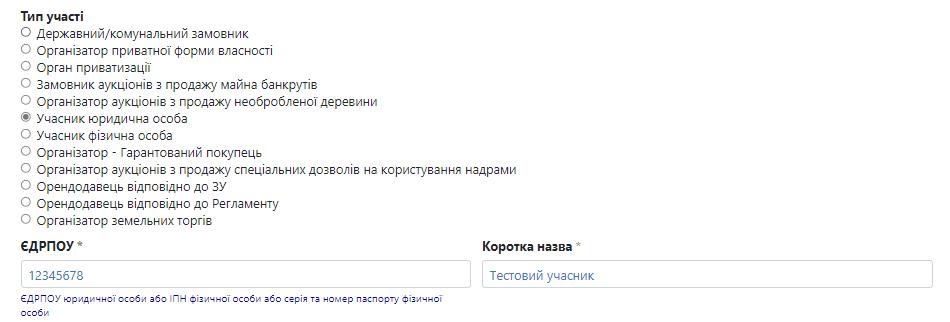 Тип участі
Державний/комунальний замовник
Організатор приватної форми власності
Орган приватизації
Замовник аукціонів з продажу майна банкрутів
Організатор аукціонів з продажу необробленої деревини
Учасник юридична особа
Учасник фізична особа
Організатор - Гарантований покупець
Організатор аукціонів з продажу спеціальних дозволів на користування надрами
Орендодавець відповідно до ЗУ
Орендодавець відповідно до Регламенту
Організатор земельних торгів
ЄДРПОУ * Коротка назва *
12345678 Тестовий учасник
ЄДРПОУ юридичної особи або ІПН фізичної особи або серія та номер паспорту фізичної
особи